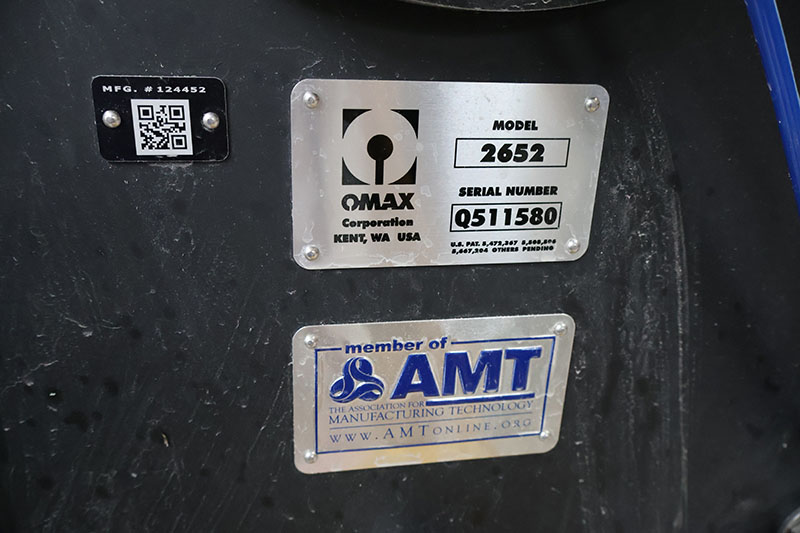 MFG. #124452
OMAX
Corporation
KENT, WA USA
MODEL
2652
SERIAL NUMBER
Q511580
U.S. PAT. 5,472,367 5,508,596
5,667,204 OTHERS PENDING
member of
AMT
THE ASSOCIATION FOR
MANUFACTURING TECHNOLOGY
WWW.AMTONLINE.ORG